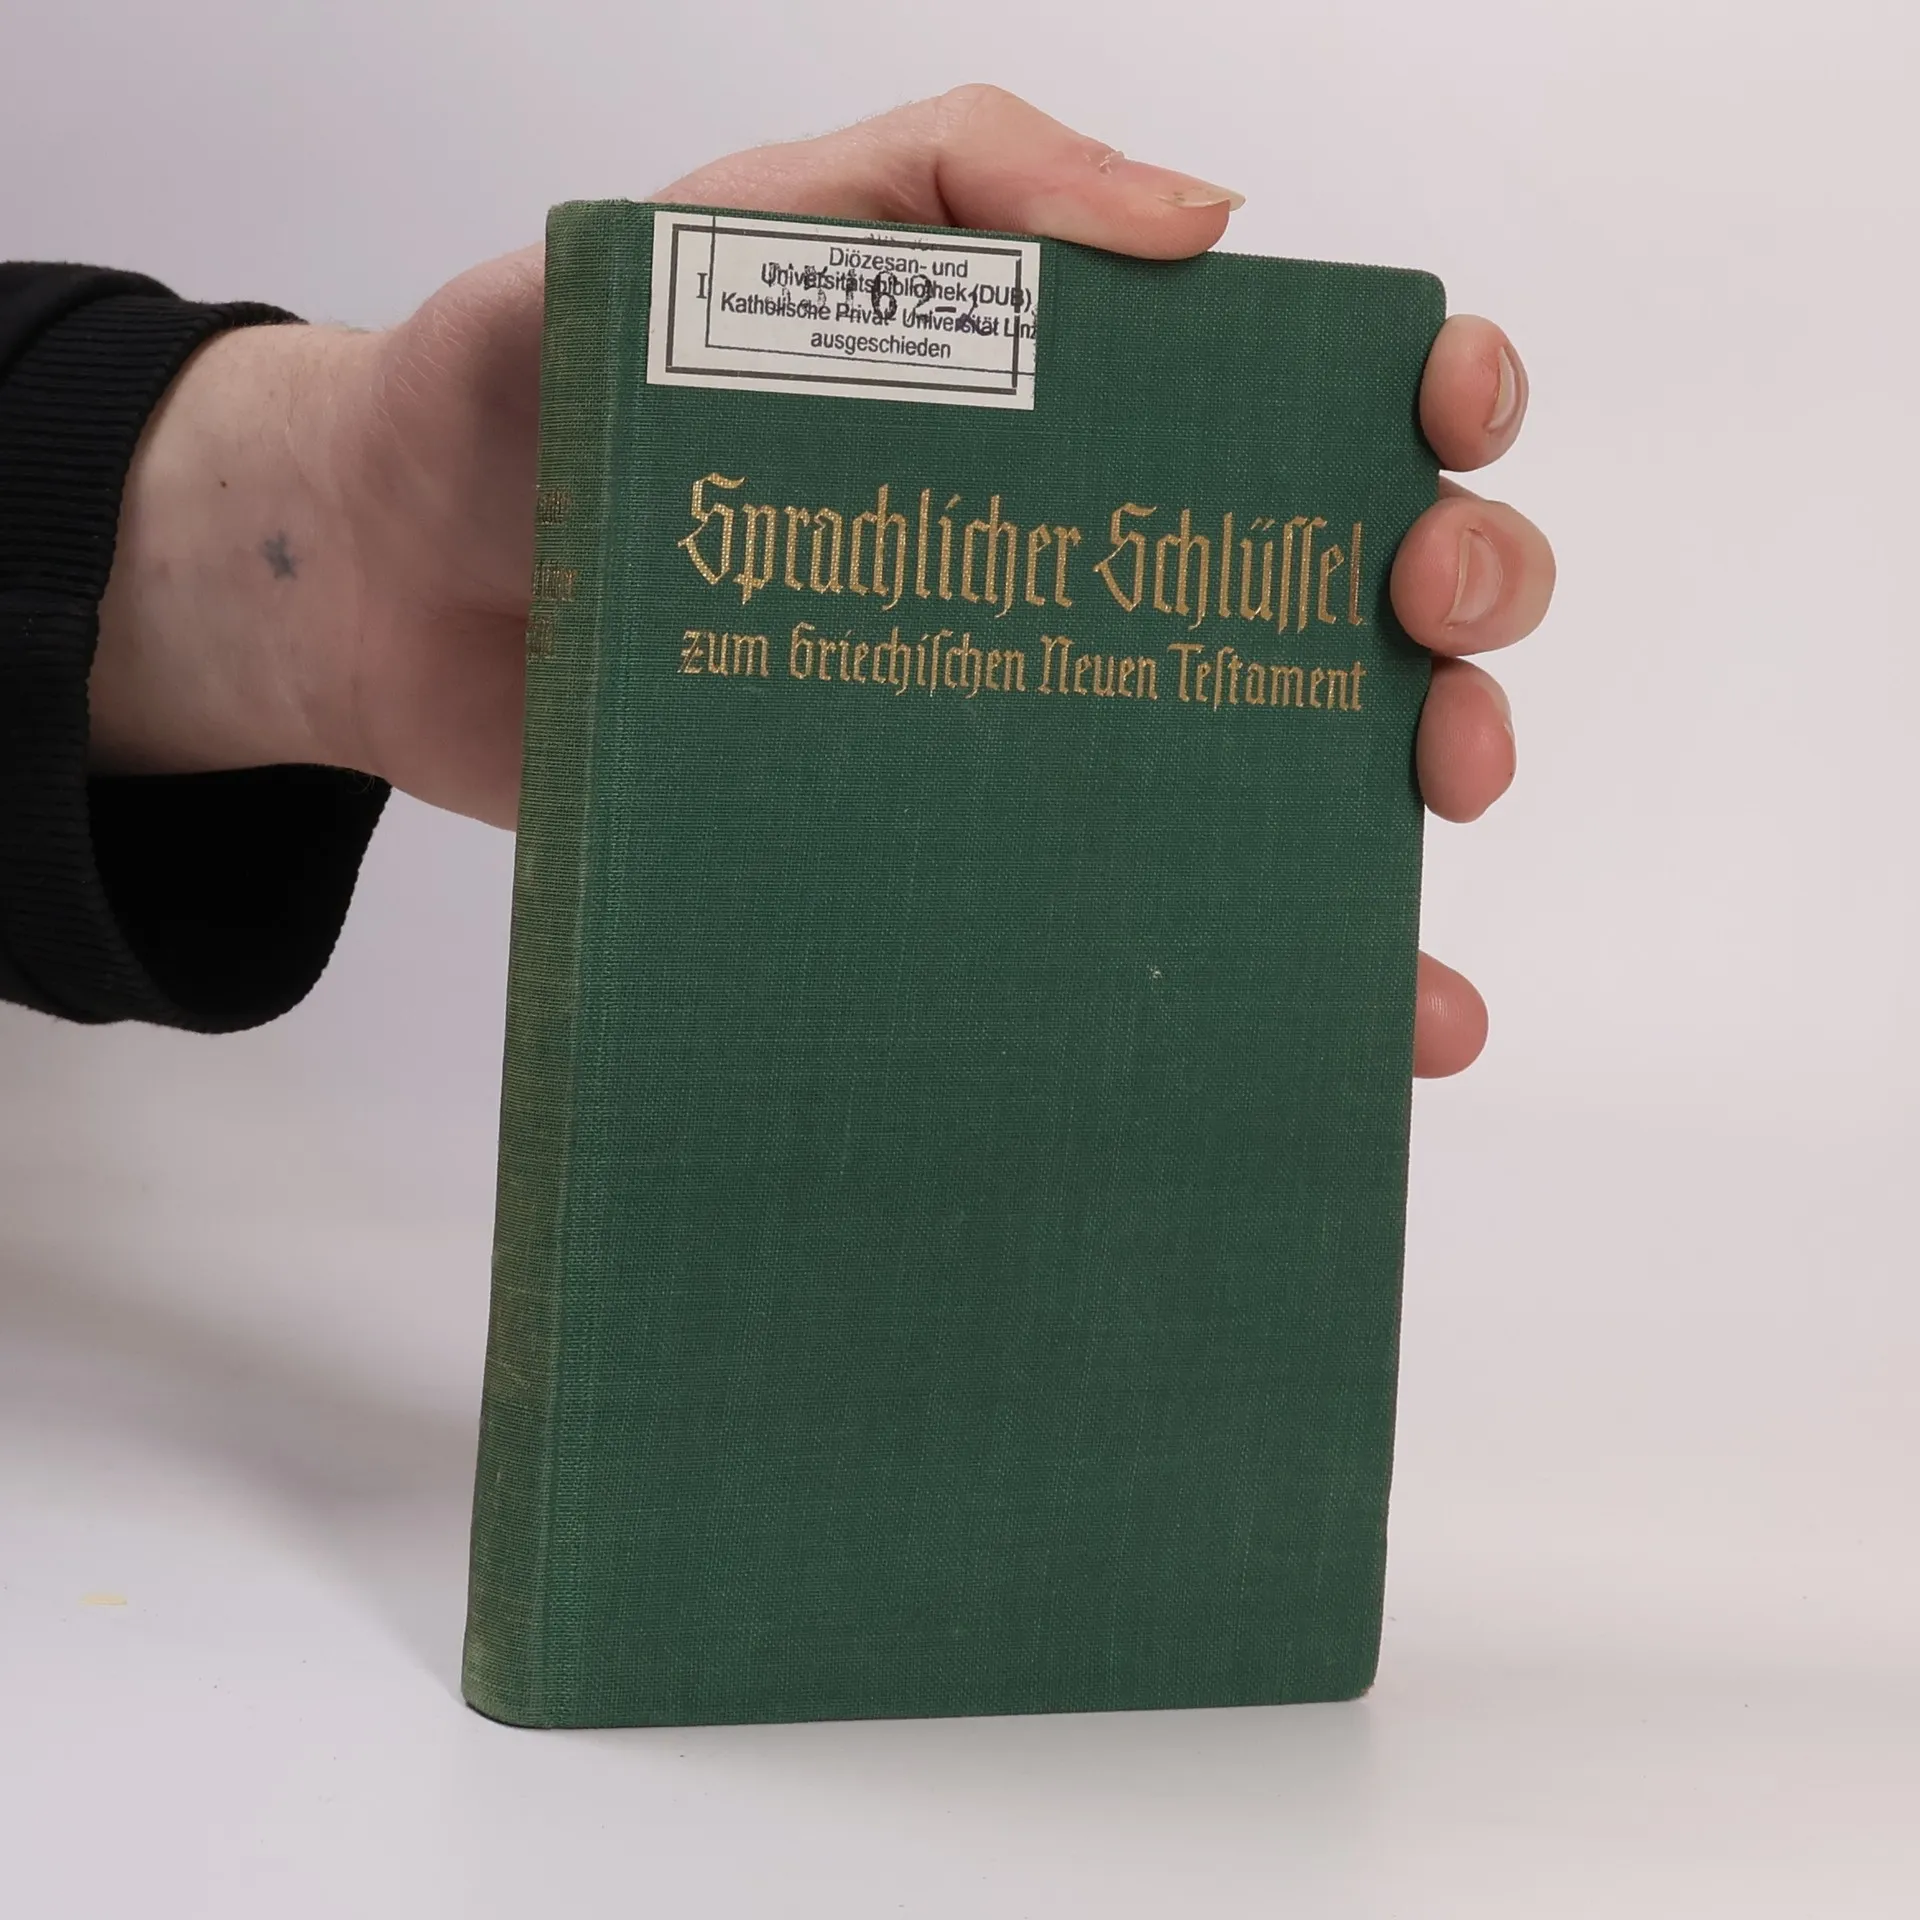 Diözesan- und
Universitätsbibliothek (DUB)
Katholische Privat- Universität Linz
ausgeschieden
Sprachlicher Schlüssel
zum Griechischen Neuen Testament